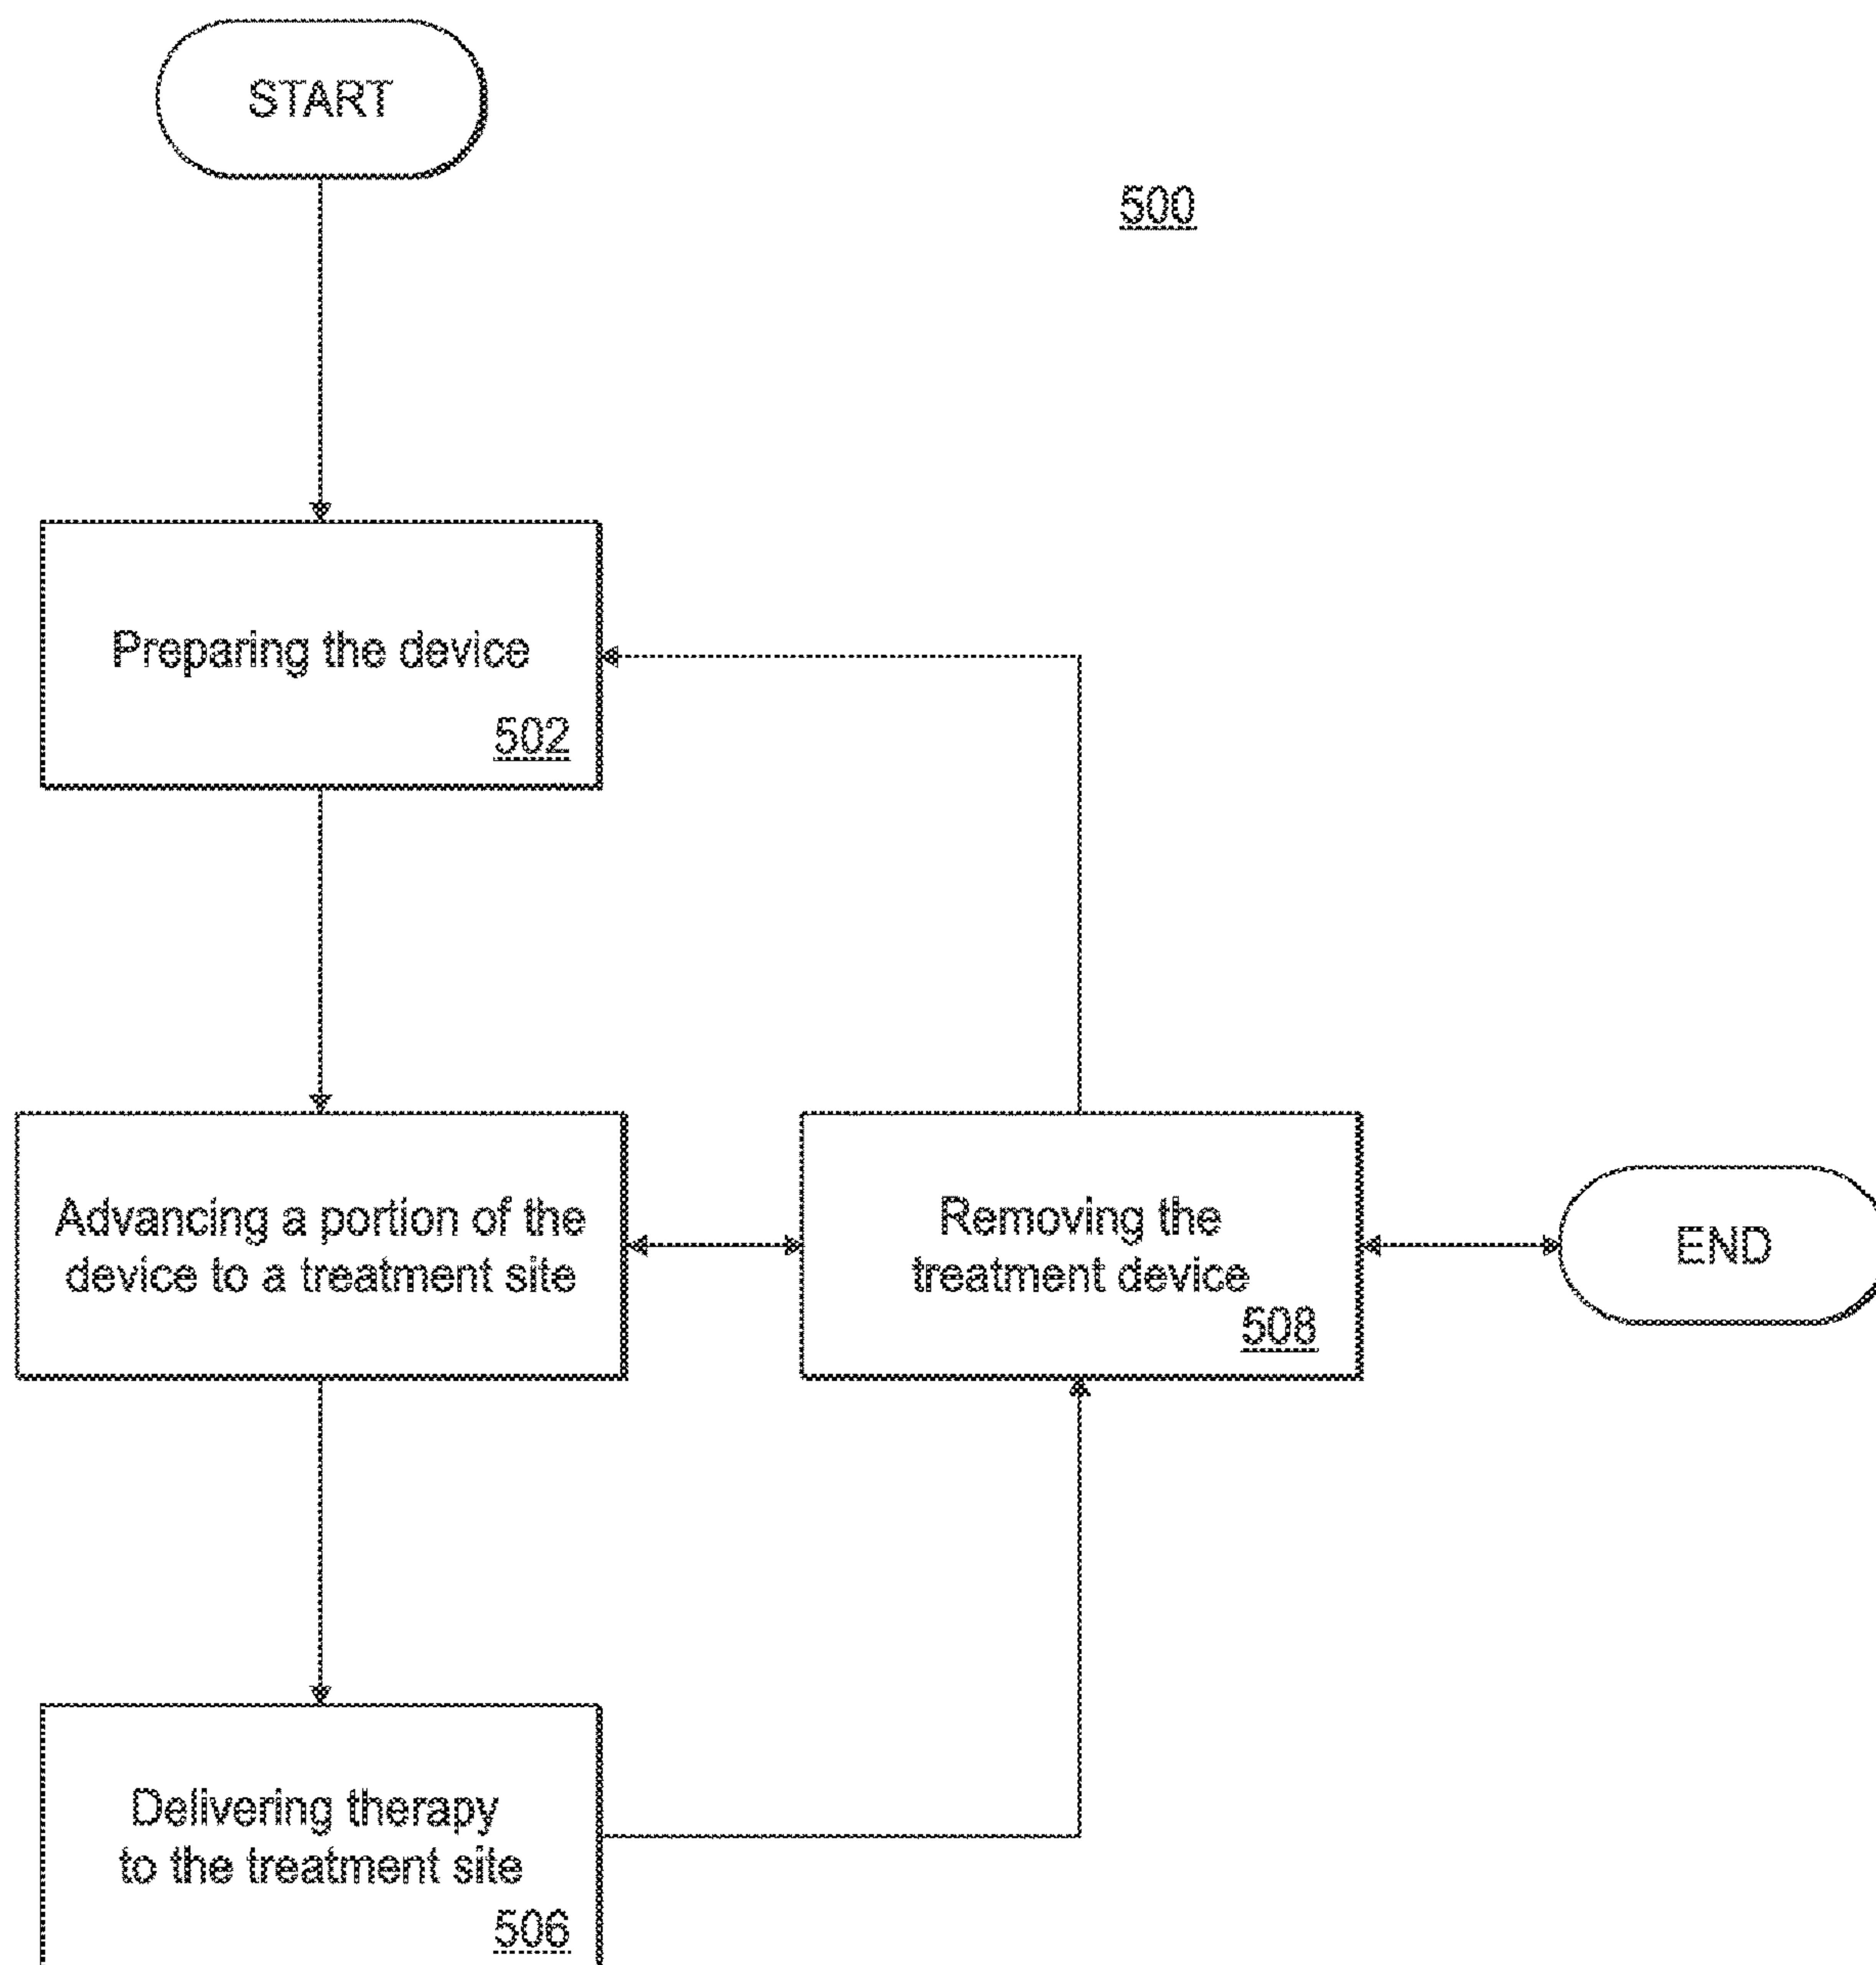 START
500
Preparing the device
502
Advancing a portion of the
device to a treatment site
Removing the
treatment device
508
END
Delivering therapy
to the treatment site
506